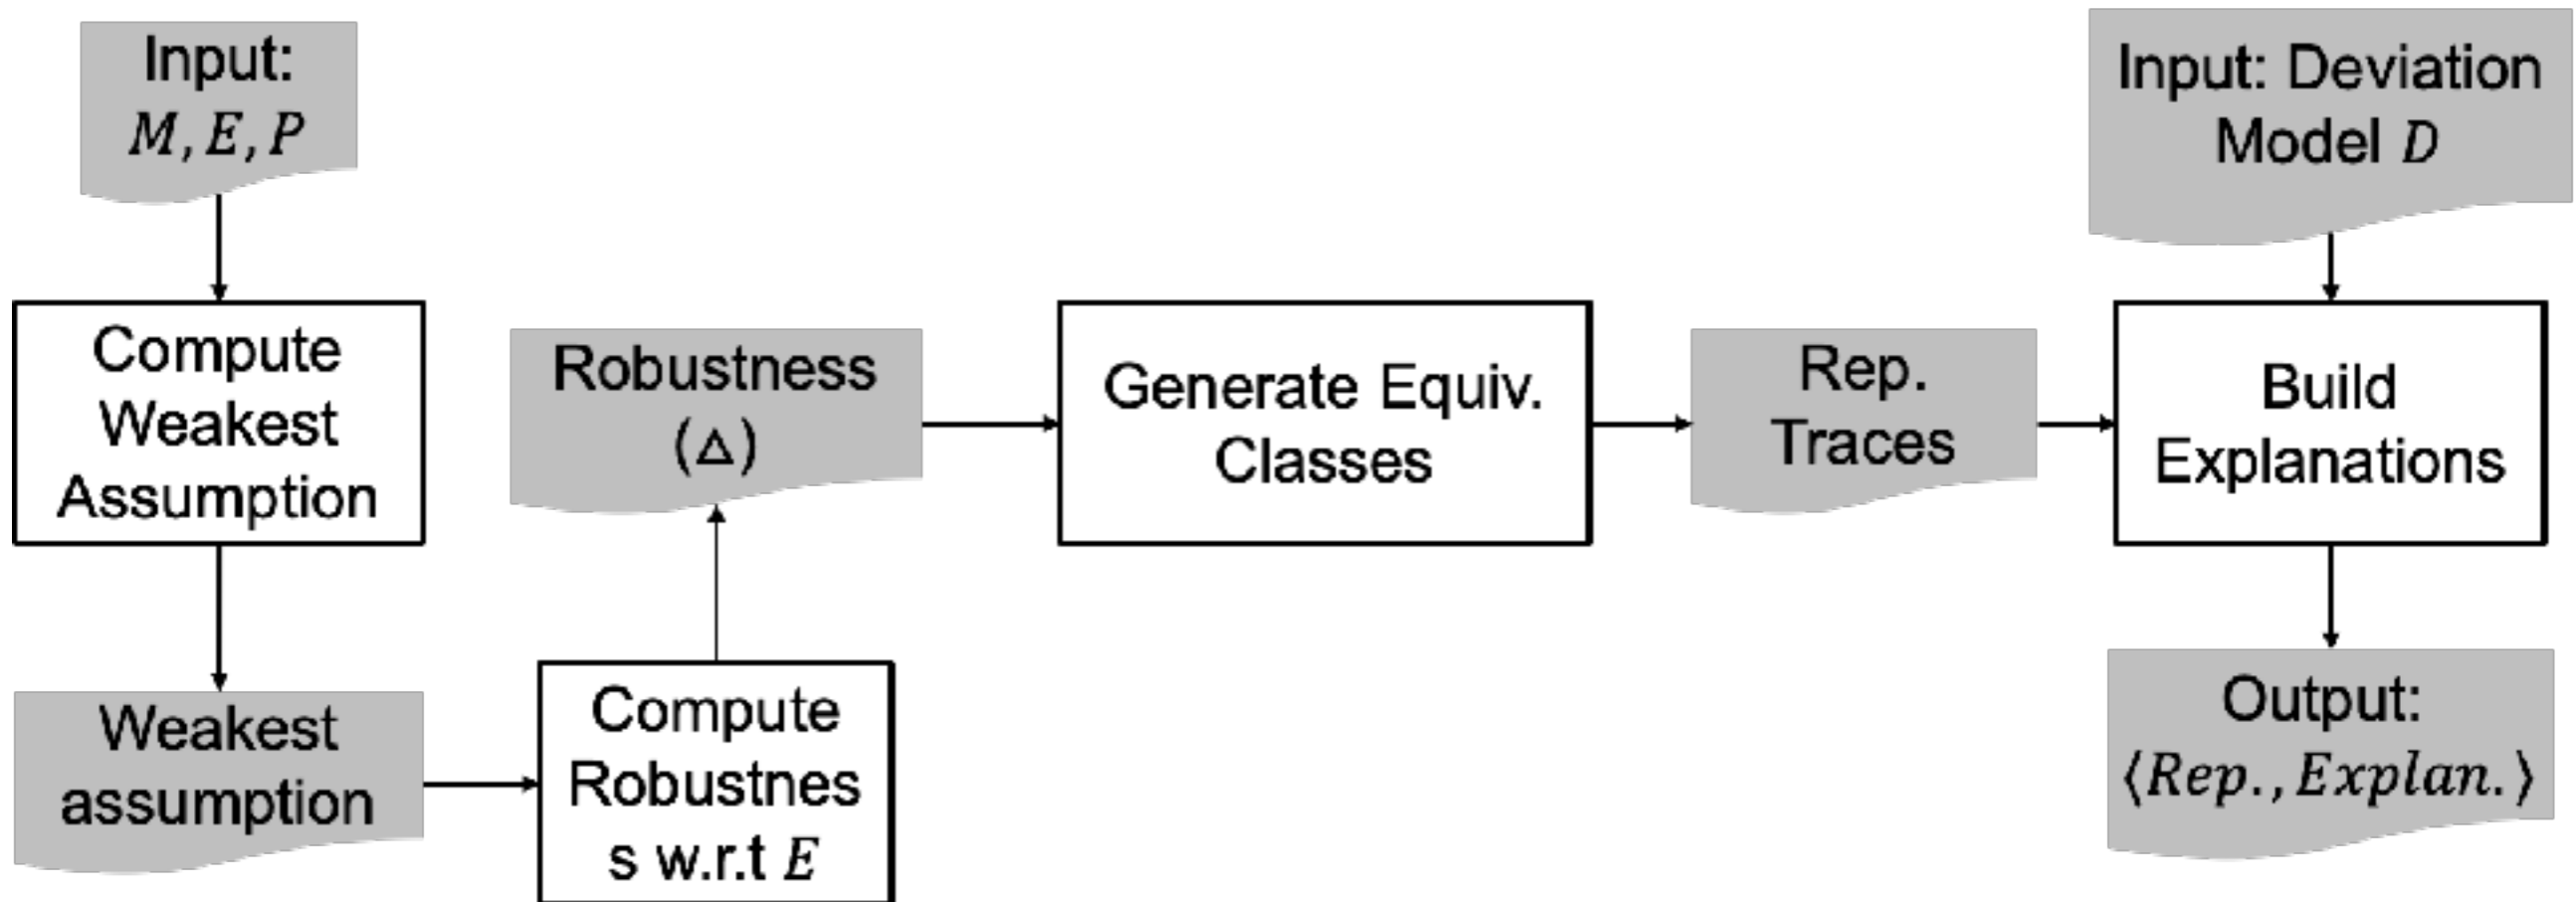 Input:
M, E, P
Compute
Weakest
Assumption
Weakest
assumption
Compute
Robustnes
s w.r.t E
Robustness
(△)
Generate Equiv.
Classes
Rep.
Traces
Input: Deviation
Model D
Build
Explanations
Output:
⟨Rep., Explan.⟩